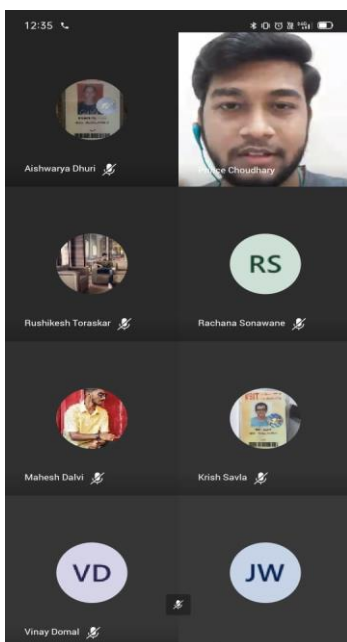 12:35
Aishwarya Dhuri
Prince Choudhary
Rushikesh Toraskar
RS
Rachana Sonawane
Mahesh Dalvi
Krish Savla
VD
Vinay Domal
JW